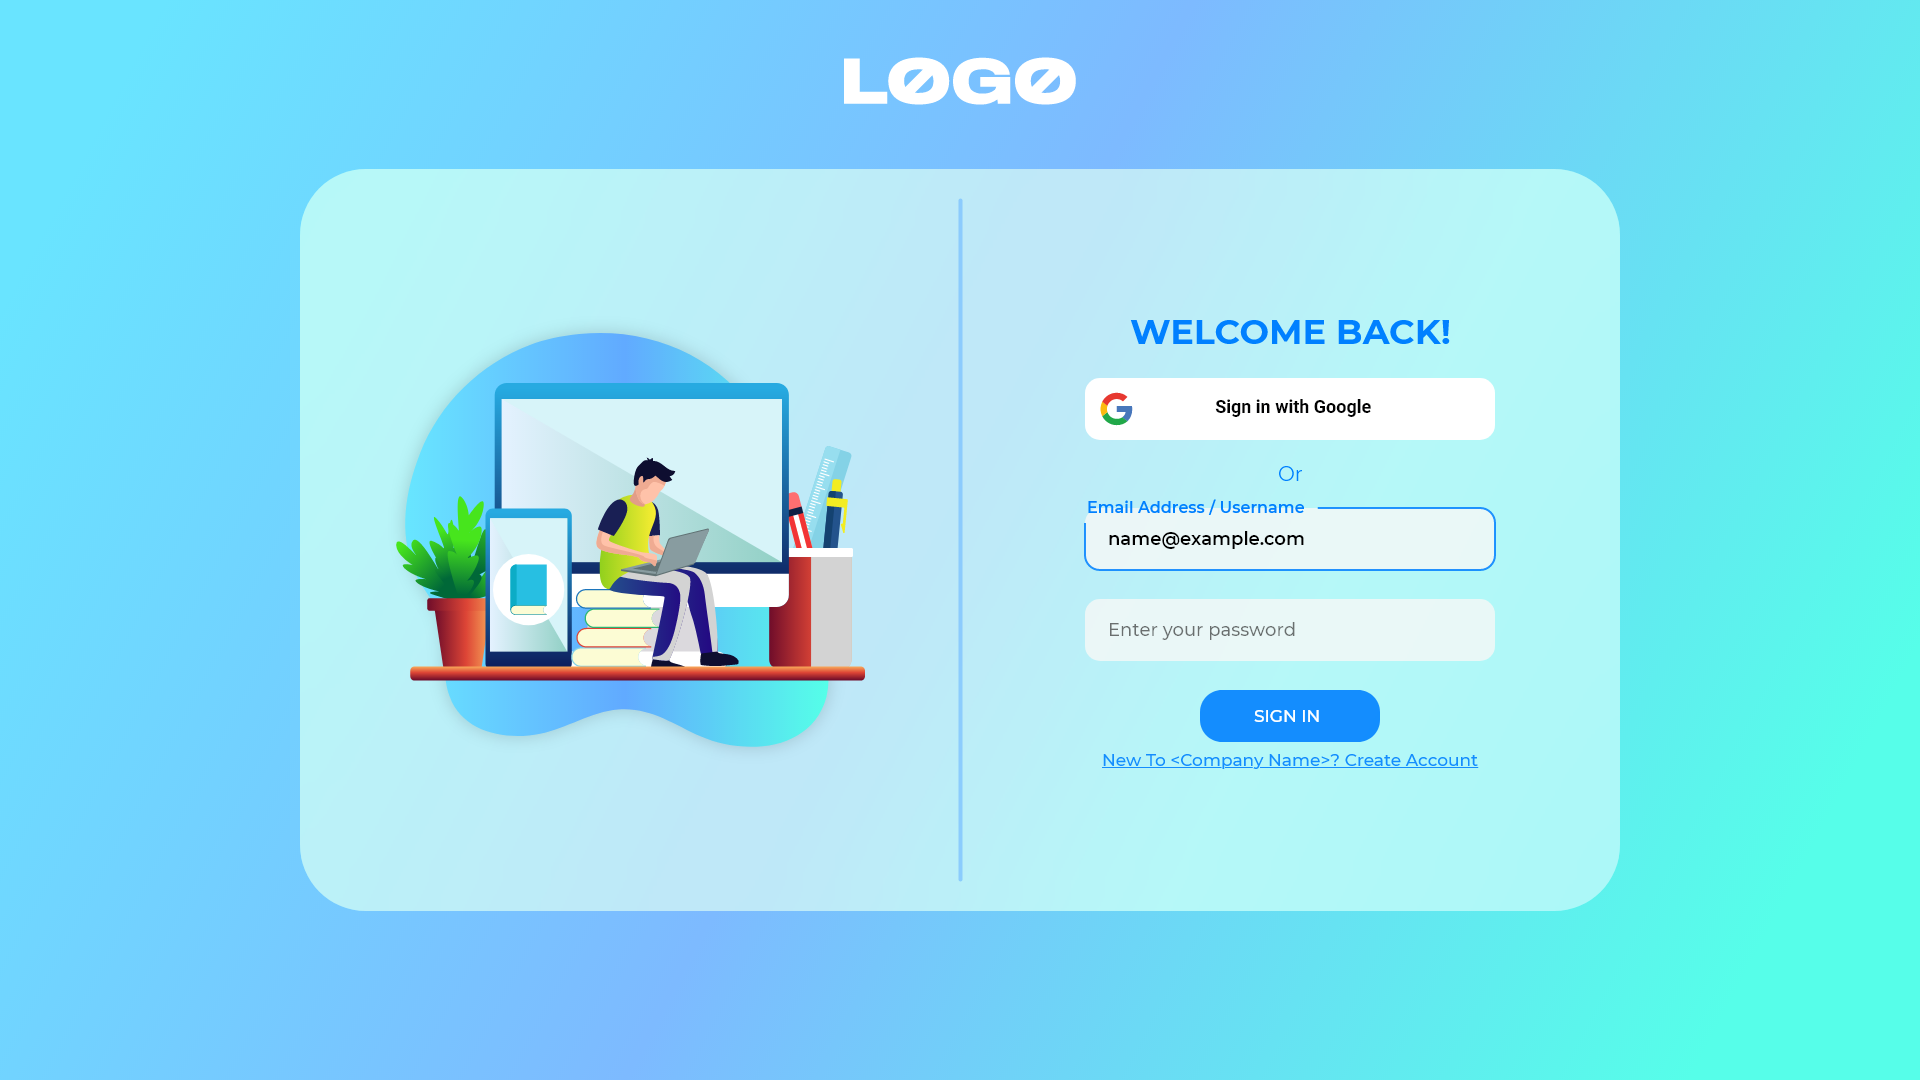 LØGØ
WELCOME BACK!
Sign in with Google
Or
Email Address / Username
name@example.com
Enter your password
SIGN IN
New To <Company Name>? Create Account